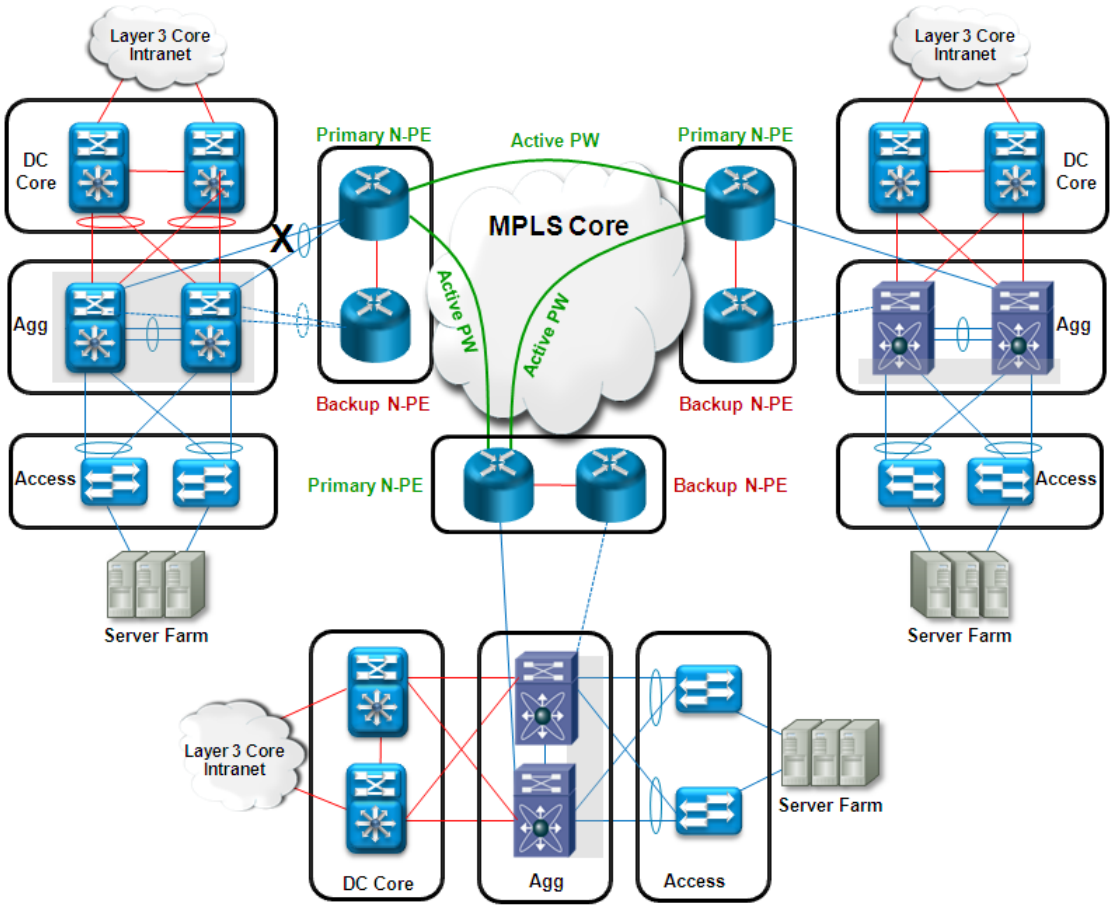 Layer 3 Core
Intranet
Layer 3 Core
Intranet
Primary N-PE
Active PW
Primary N-PE
DC
Core
DC
Core
MPLS Core
X
Active PW
Active PW
Agg
Agg
Backup N-PE
Backup N-PE
Access
Primary N-PE
Backup N-PE
Access
Server Farm
Server Farm
Layer 3 Core
Intranet
Server Farm
DC Core
Agg
Access